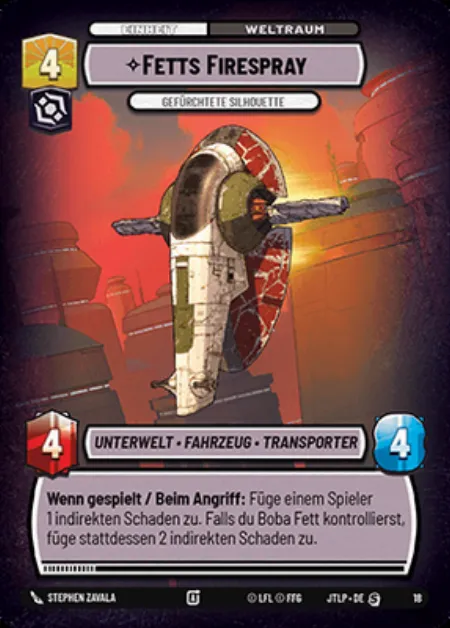 EINHEIT WELTRAUM
4
✧FETTS FIRESPRAY
GEFÜRCHTETE SILHOUETTE
4
UNTERWELT • FAHRZEUG • TRANSPORTER
4
Wenn gespielt / Beim Angriff: Füge einem Spieler
1 indirekten Schaden zu. Falls du Boba Fett kontrollierst,
füge stattdessen 2 indirekten Schaden zu.
STEPHEN ZAVALA
© LFL © FFG
JTLP • DE
S
18